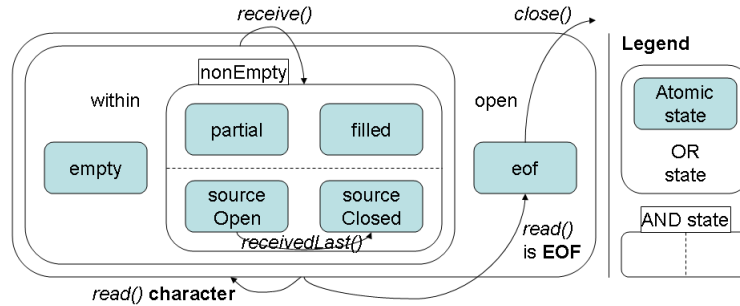 receive()
close()
nonEmpty
within
open
partial
filled
empty
eof
source
Open
source
Closed
receivedLast()
read()
is EOF
read() character
Legend
Atomic
state
OR
state
AND state